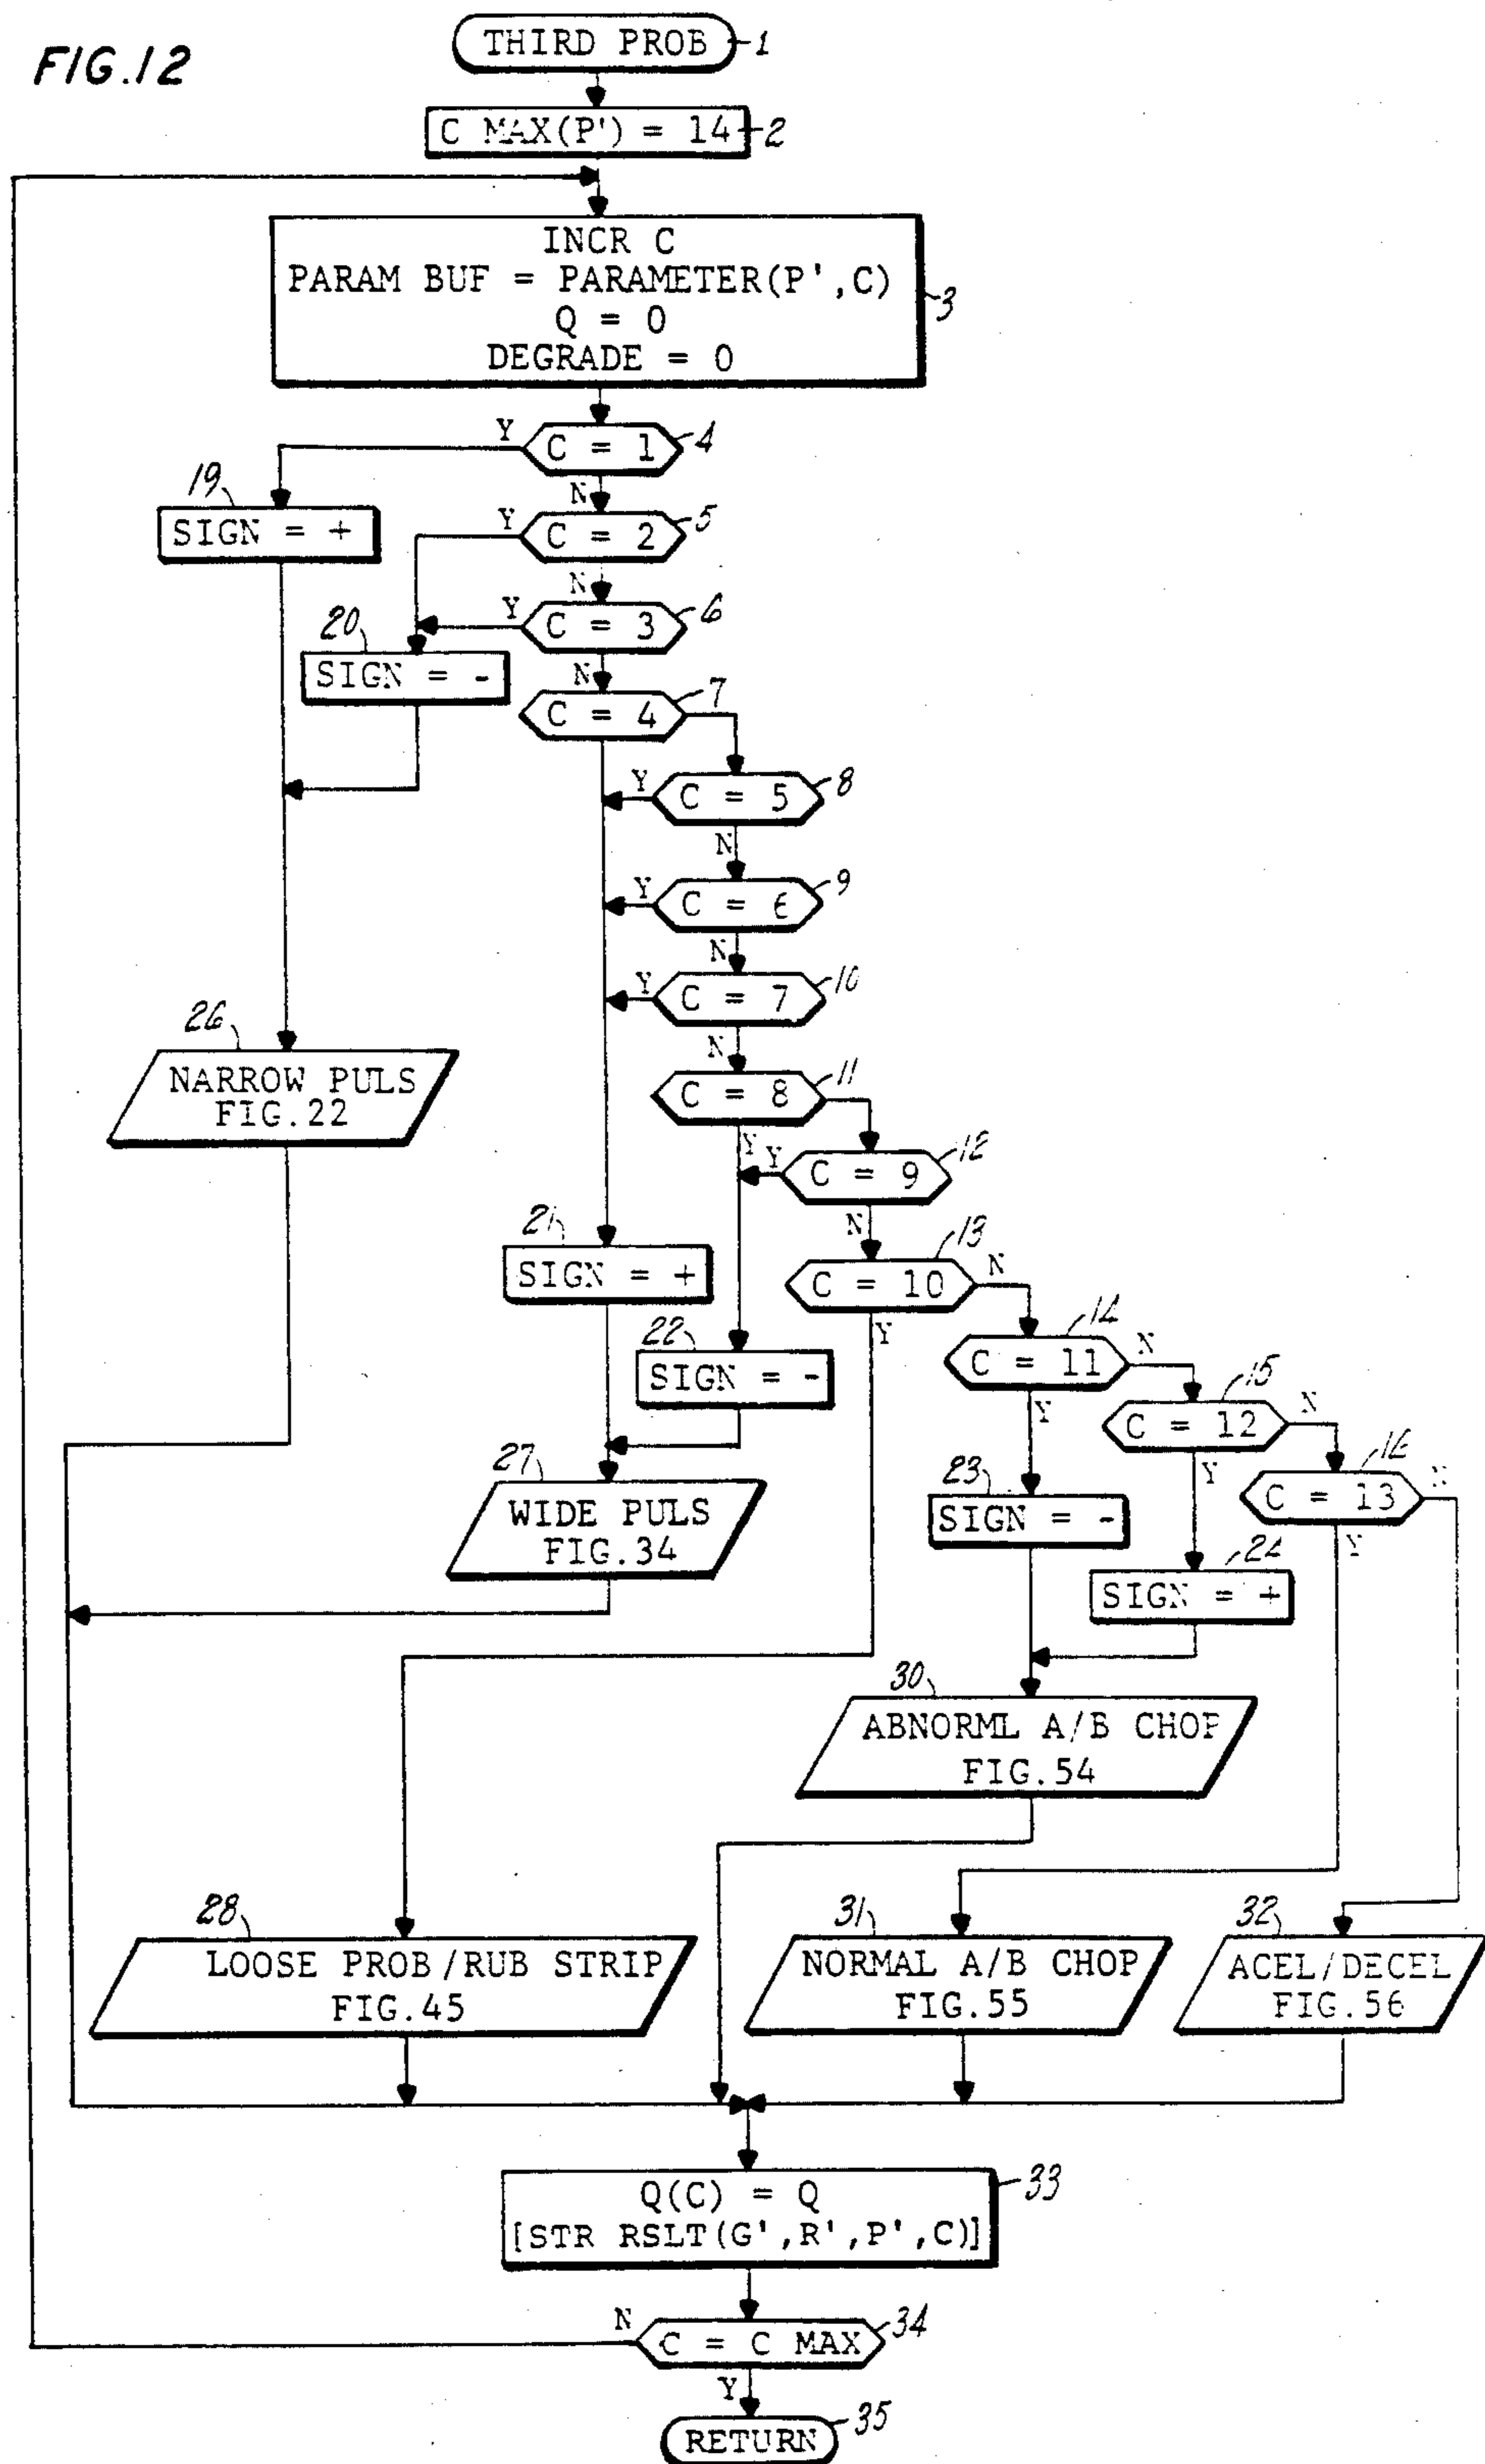 FIG.12
THIRD PROB
1
C MAX(P') = 14
2
INCR C
PARAM BUF = PARAMETER(P',C)
Q = 0
DEGRADE = 0
3
Y
C = 1
4
N
19
SIGN = +
Y
C = 2
5
N
Y
C = 3
6
20
SIGN = -
N
C = 4
7
Y
C = 5
8
N
Y
C = 6
9
N
Y
C = 7
10
N
26
NARROW PULS
FIG.22
C = 8
11
Y
Y
C = 9
12
N
21
SIGN = +
C = 10
13
N
Y
22
SIGN = -
C = 11
14
N
Y
C = 12
15
N
Y
C = 13
16
N
Y
27
WIDE PULS
FIG.34
23
SIGN = -
24
SIGN = +
30
ABNORML A/B CHOP
FIG.54
28
LOOSE PROB/RUB STRIP
FIG.45
31
NORMAL A/B CHOP
FIG.55
32
ACEL/DECEL
FIG.56
Q(C) = Q
[STR RSLT(G',R',P',C)]
33
N
C = C MAX
34
Y
RETURN
35